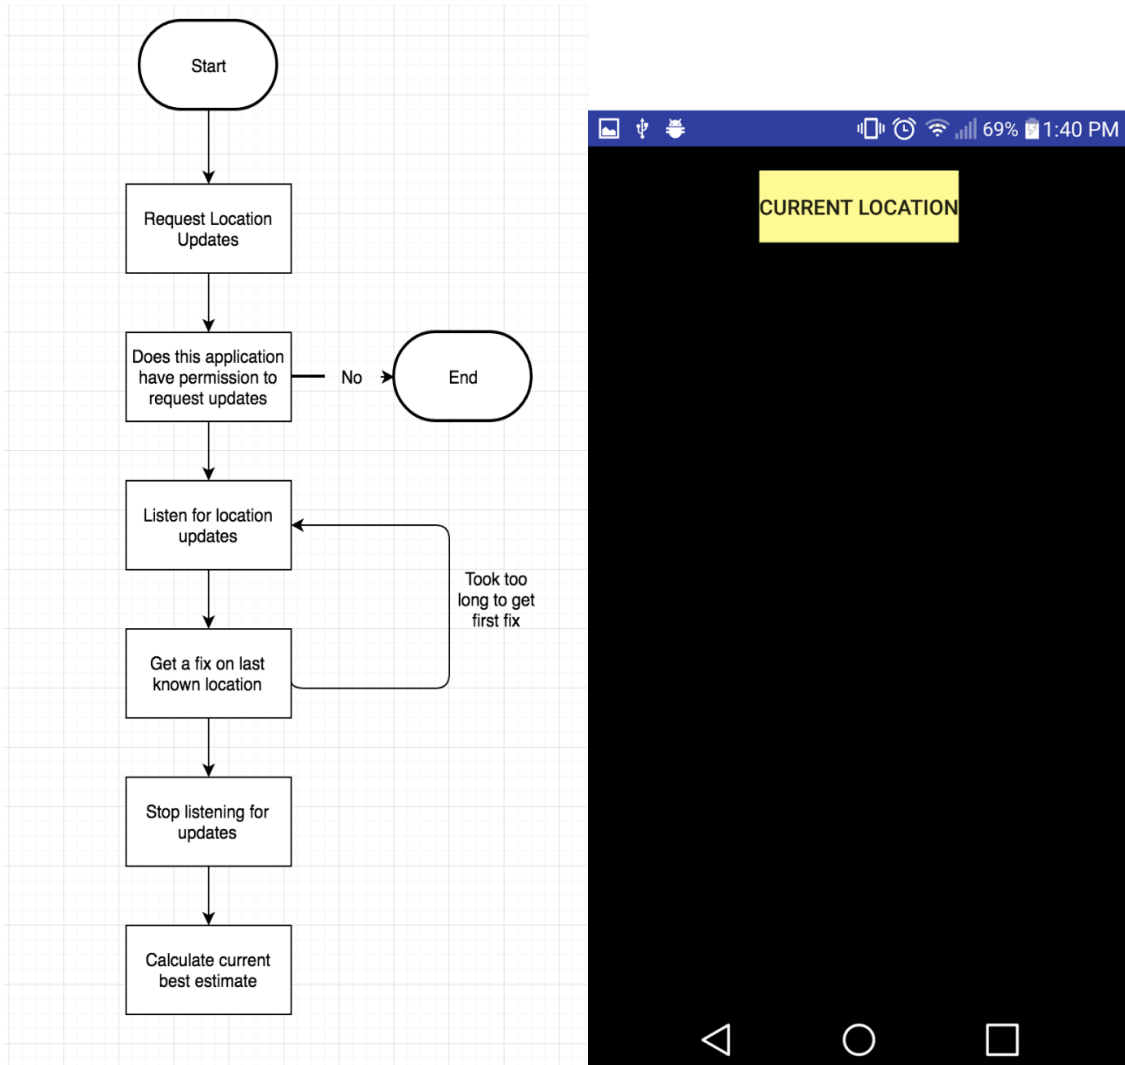 Start
Request Location
Updates
Does this application
have permission to
request updates
No
End
Listen for location
updates
Took too
long to get
first fix
Get a fix on last
known location
Stop listening for
updates
Calculate current
best estimate
69% 1:40 PM
CURRENT LOCATION